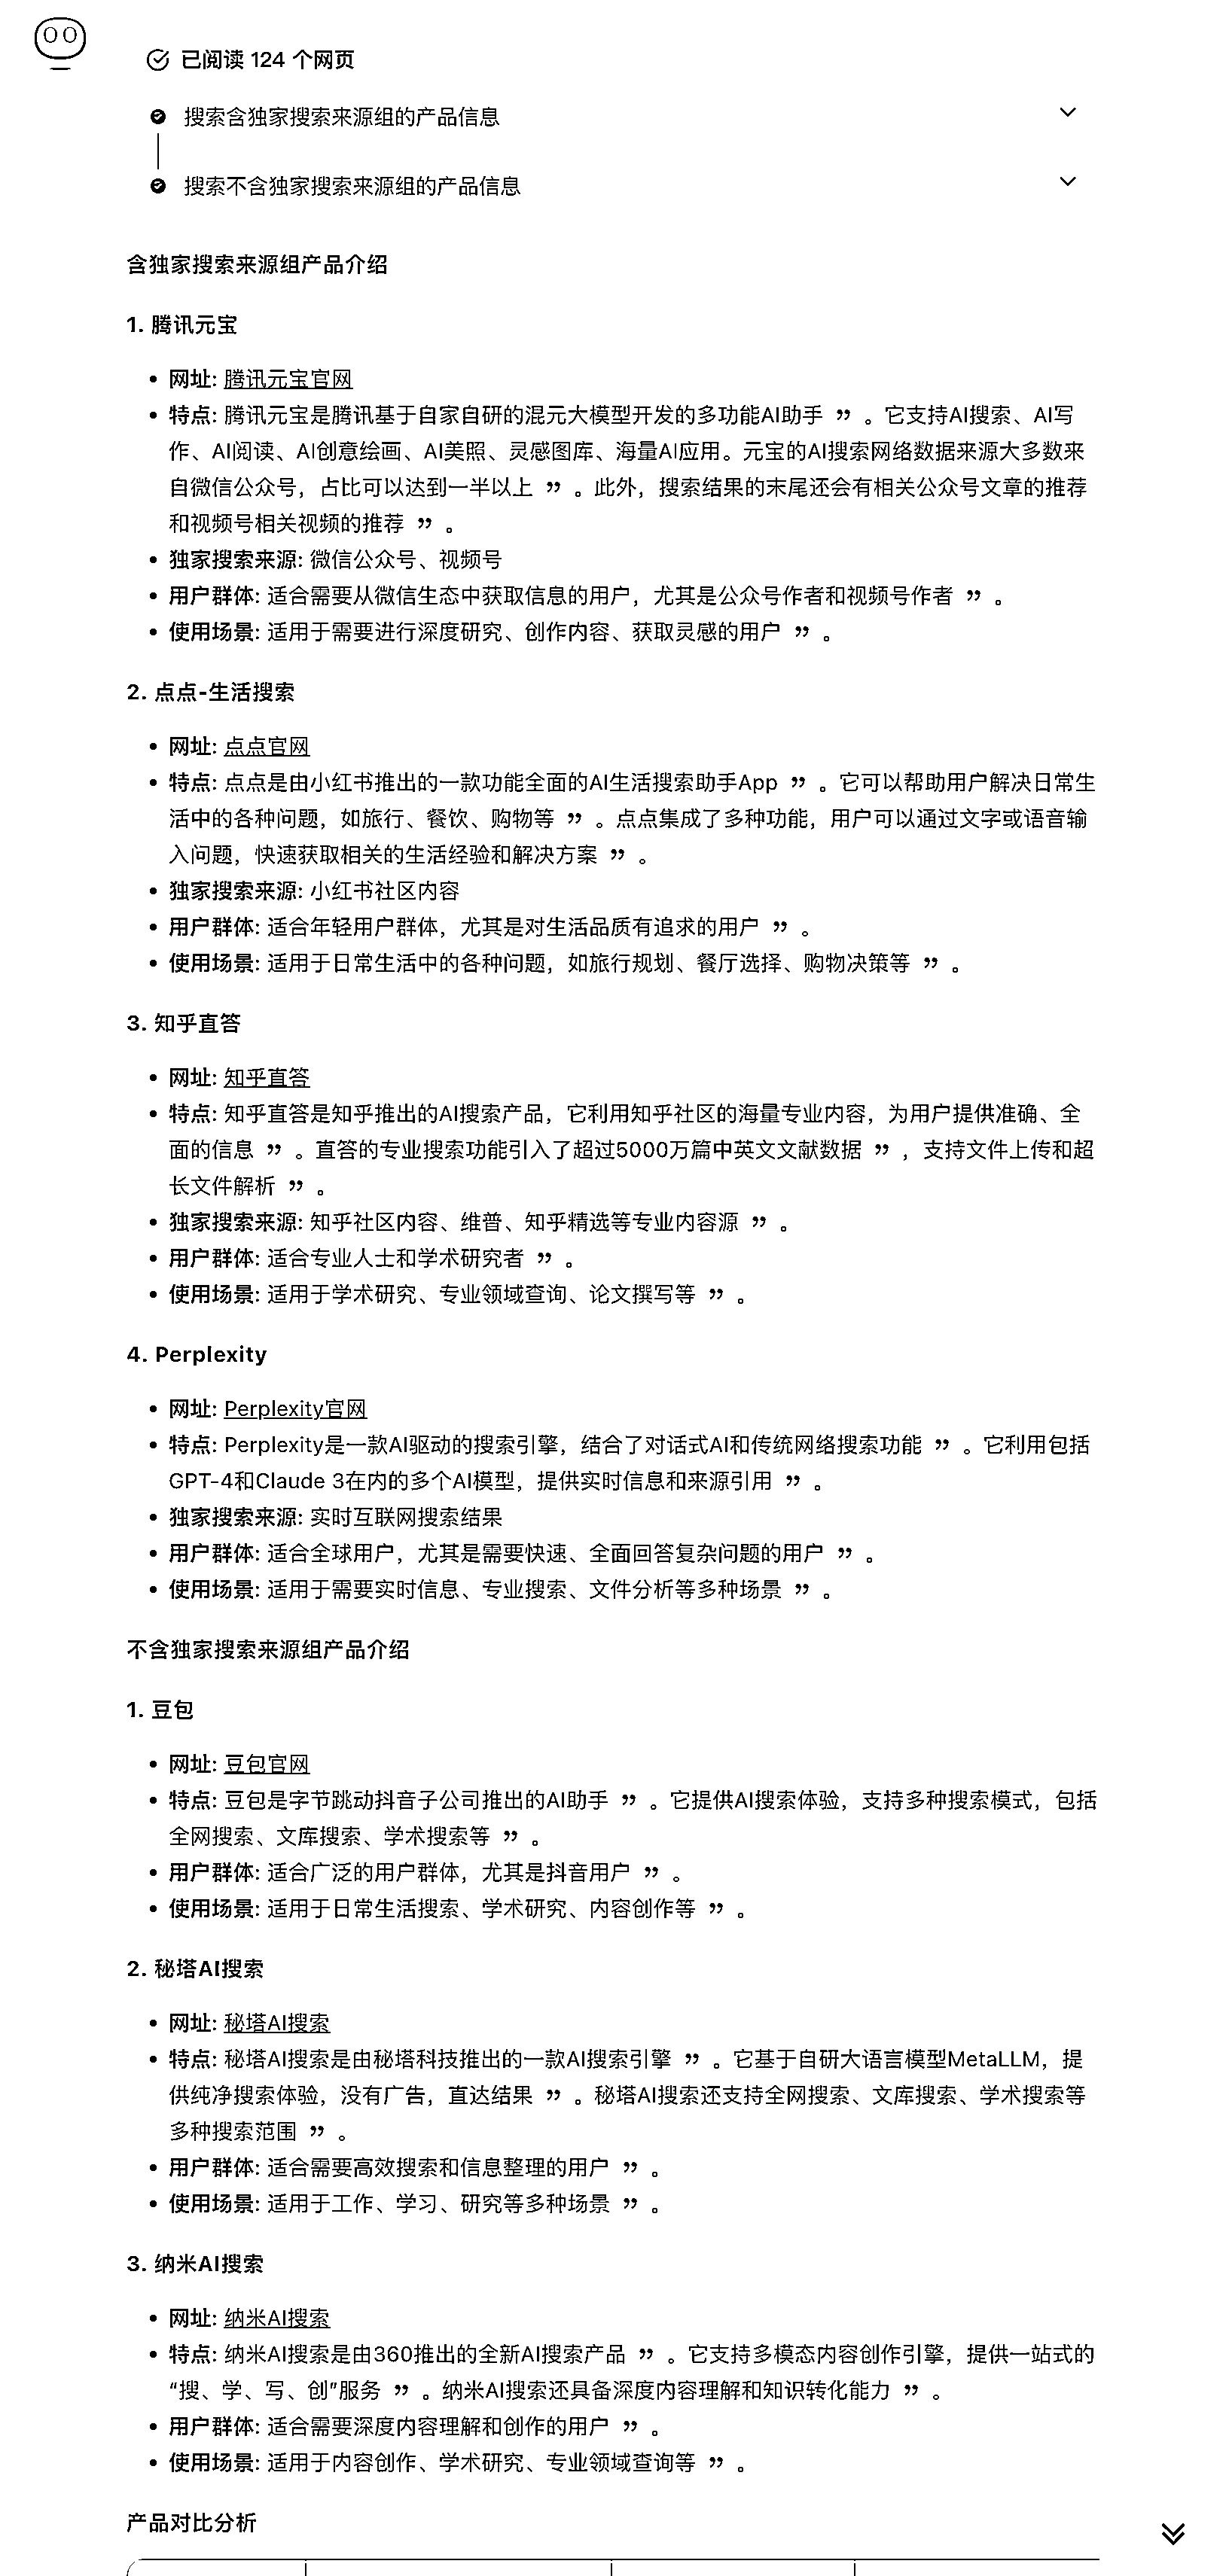 已阅读 124 个网页
搜索含独家搜索来源组的产品信息
搜索不含独家搜索来源组的产品信息
含独家搜索来源组产品介绍
1. 腾讯元宝
• 网址: 腾讯元宝官网
• 特点: 腾讯元宝是腾讯基于自家自研的混元大模型开发的多功能AI助手 ” 。它支持AI搜索、AI写
作、AI阅读、AI创意绘画、AI美照、灵感图库、海量AI应用。元宝的AI搜索网络数据来源大多数来
自微信公众号，占比可以达到一半以上 ” 。此外，搜索结果的末尾还会有相关公众号文章的推荐
和视频号相关视频的推荐 ” 。
• 独家搜索来源: 微信公众号、视频号
• 用户群体: 适合需要从微信生态中获取信息的用户，尤其是公众号作者和视频号作者 ” 。
• 使用场景: 适用于需要进行深度研究、创作内容、获取灵感的用户 ” 。
2. 点点-生活搜索
• 网址: 点点官网
• 特点: 点点是由小红书推出的一款功能全面的AI生活搜索助手App ” 。它可以帮助用户解决日常生
活中的各种问题，如旅行、餐饮、购物等 ” 。点点集成了多种功能，用户可以通过文字或语音输
入问题，快速获取相关的生活经验和解决方案 ” 。
• 独家搜索来源: 小红书社区内容
• 用户群体: 适合年轻用户群体，尤其是对生活品质有追求的用户 ” 。
• 使用场景: 适用于日常生活中的各种问题，如旅行规划、餐厅选择、购物决策等 ” 。
3. 知乎直答
• 网址: 知乎直答
• 特点: 知乎直答是知乎推出的AI搜索产品，它利用知乎社区的海量专业内容，为用户提供准确、全
面的信息 ” 。直答的专业搜索功能引入了超过5000万篇中英文文献数据 ” ，支持文件上传和超
长文件解析 ” 。
• 独家搜索来源: 知乎社区内容、维普、知乎精选等专业内容源 ” 。
• 用户群体: 适合专业人士和学术研究者 ” 。
• 使用场景: 适用于学术研究、专业领域查询、论文撰写等 ” 。
4. Perplexity
• 网址: Perplexity官网
• 特点: Perplexity是一款AI驱动的搜索引擎，结合了对话式AI和传统网络搜索功能 ” 。它利用包括
GPT-4和Claude 3在内的多个AI模型，提供实时信息和来源引用 ” 。
• 独家搜索来源: 实时互联网搜索结果
• 用户群体: 适合全球用户，尤其是需要快速、全面回答复杂问题的用户 ” 。
• 使用场景: 适用于需要实时信息、专业搜索、文件分析等多种场景 ” 。
不含独家搜索来源组产品介绍
1. 豆包
• 网址: 豆包官网
• 特点: 豆包是字节跳动抖音子公司推出的AI助手 ” 。它提供AI搜索体验，支持多种搜索模式，包括
全网搜索、文库搜索、学术搜索等 ” 。
• 用户群体: 适合广泛的用户群体，尤其是抖音用户 ” 。
• 使用场景: 适用于日常生活搜索、学术研究、内容创作等 ” 。
2. 秘塔AI搜索
• 网址: 秘塔AI搜索
• 特点: 秘塔AI搜索是由秘塔科技推出的一款AI搜索引擎 ” 。它基于自研大语言模型MetaLLM，提
供纯净搜索体验，没有广告，直达结果 ” 。秘塔AI搜索还支持全网搜索、文库搜索、学术搜索等
多种搜索范围 ” 。
• 用户群体: 适合需要高效搜索和信息整理的用户 ” 。
• 使用场景: 适用于工作、学习、研究等多种场景 ” 。
3. 纳米AI搜索
• 网址: 纳米AI搜索
• 特点: 纳米AI搜索是由360推出的全新AI搜索产品 ” 。它支持多模态内容创作引擎，提供一站式的
“搜、学、写、创”服务 ” 。纳米AI搜索还具备深度内容理解和知识转化能力 ” 。
• 用户群体: 适合需要深度内容理解和创作的用户 ” 。
• 使用场景: 适用于内容创作、学术研究、专业领域查询等 ” 。
产品对比分析